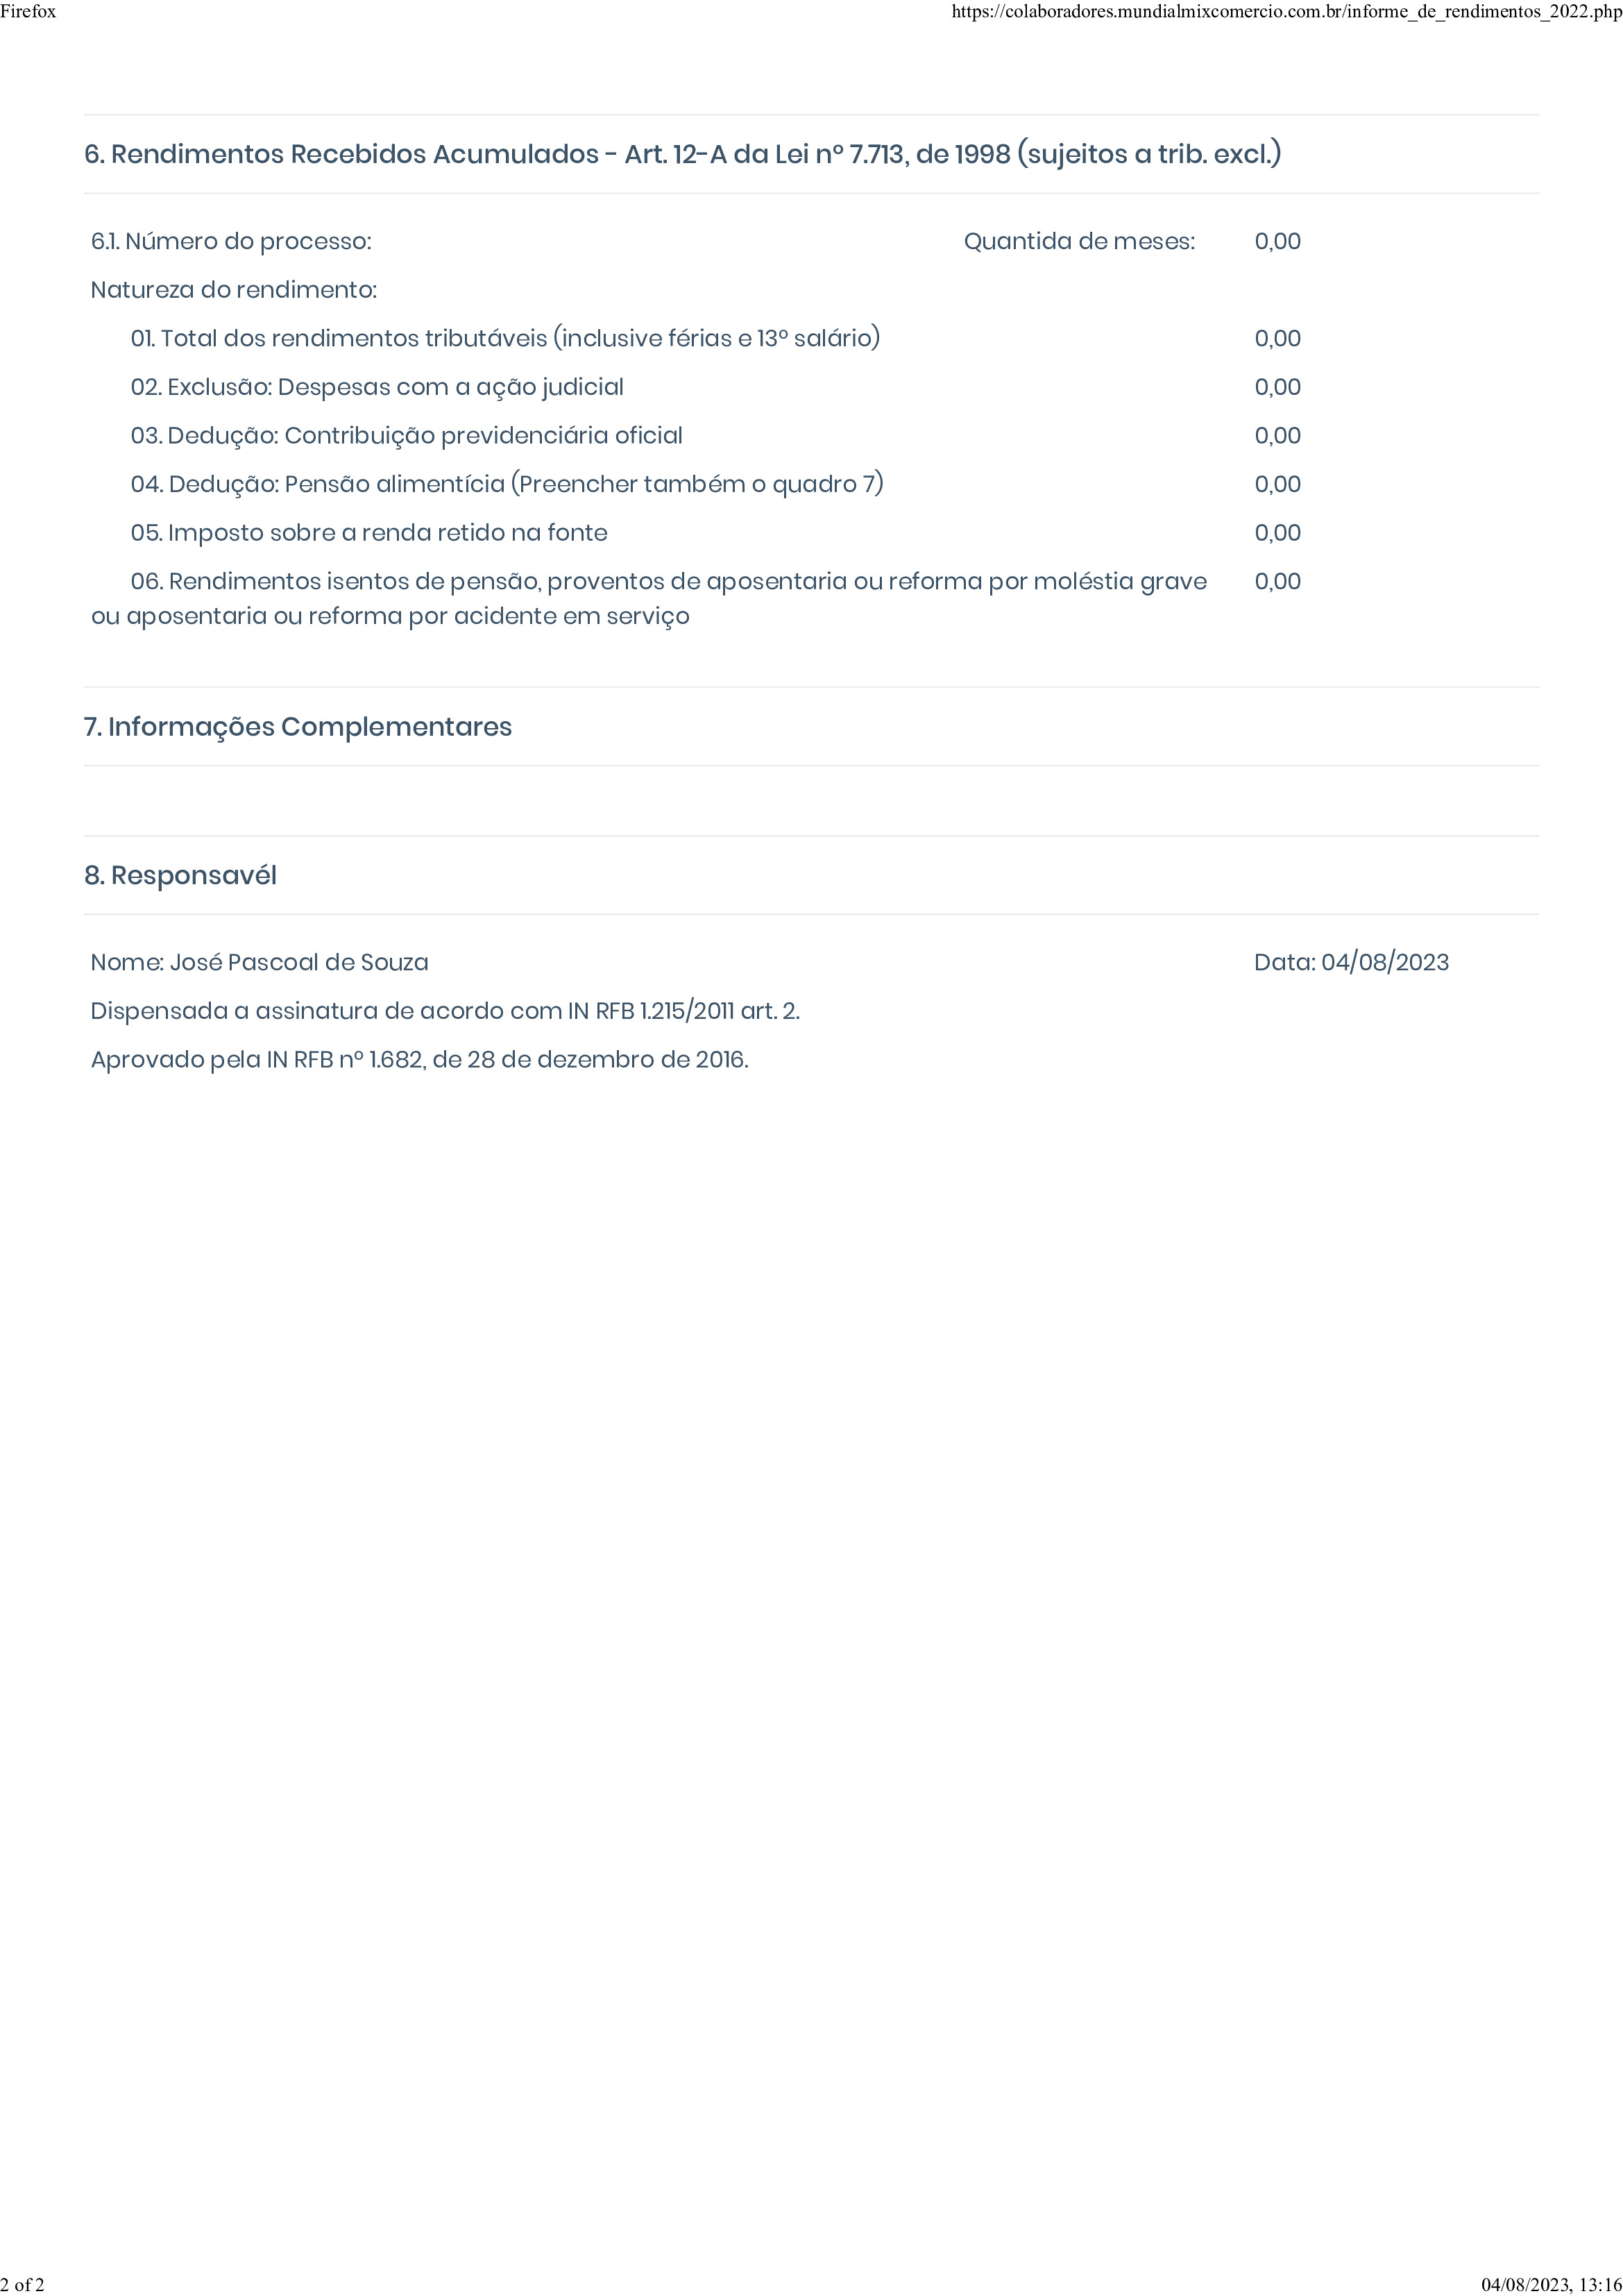 Firefox
https://colaboradores.mundialmixcomercio.com.br/informe_de_rendimentos_2022.php
6. Rendimentos Recebidos Acumulados - Art. 12-A da Lei nº 7.713, de 1998 (sujeitos a trib. excl.)
6.1. Número do processo: Quantida de meses: 0,00
Natureza do rendimento:
01. Total dos rendimentos tributáveis (inclusive férias e 13º salário) 0,00
02. Exclusão: Despesas com a ação judicial 0,00
03. Dedução: Contribuição previdenciária oficial 0,00
04. Dedução: Pensão alimentícia (Preencher também o quadro 7) 0,00
05. Imposto sobre a renda retido na fonte 0,00
06. Rendimentos isentos de pensão, proventos de aposentaria ou reforma por moléstia grave 0,00
ou aposentaria ou reforma por acidente em serviço
7. Informações Complementares
8. Responsavél
Nome: José Pascoal de Souza Data: 04/08/2023
Dispensada a assinatura de acordo com IN RFB 1.215/2011 art. 2.
Aprovado pela IN RFB nº 1.682, de 28 de dezembro de 2016.
2 of 2
04/08/2023, 13:16